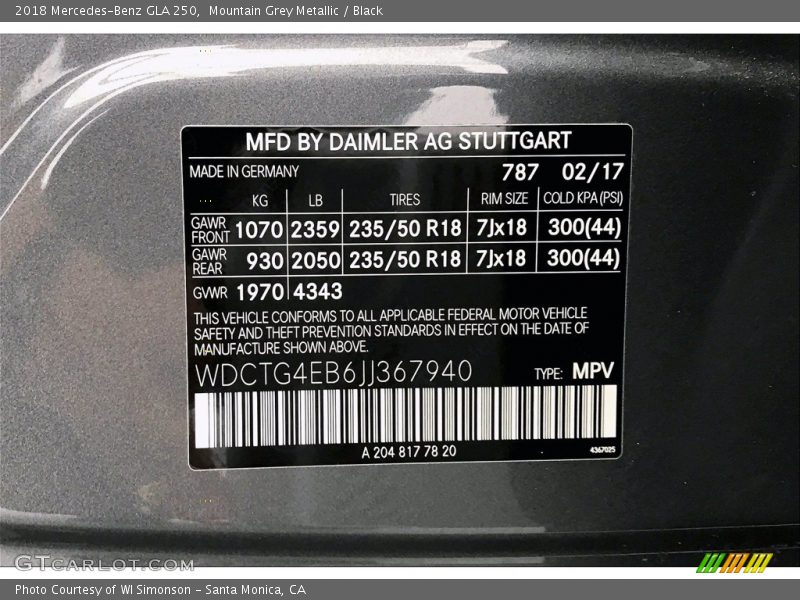 2018 Mercedes-Benz GLA 250, Mountain Grey Metallic / Black
MFD BY DAIMLER AG STUTTGART
MADE IN GERMANY 787 02/17
KG LB TIRES RIM SIZE COLD KPA (PSI)
GAWR FRONT 1070 2359 235/50 R18 7Jx18 300(44)
GAWR REAR 930 2050 235/50 R18 7Jx18 300(44)
GWR 1970 4343
THIS VEHICLE CONFORMS TO ALL APPLICABLE FEDERAL MOTOR VEHICLE
SAFETY AND THEFT PREVENTION STANDARDS IN EFFECT ON THE DATE OF
MANUFACTURE SHOWN ABOVE.
WDCTG4EB6JJ367940 TYPE: MPV
A 204 817 78 20 4367025
GTCARLOT.COM
Photo Courtesy of WI Simonson - Santa Monica, CA